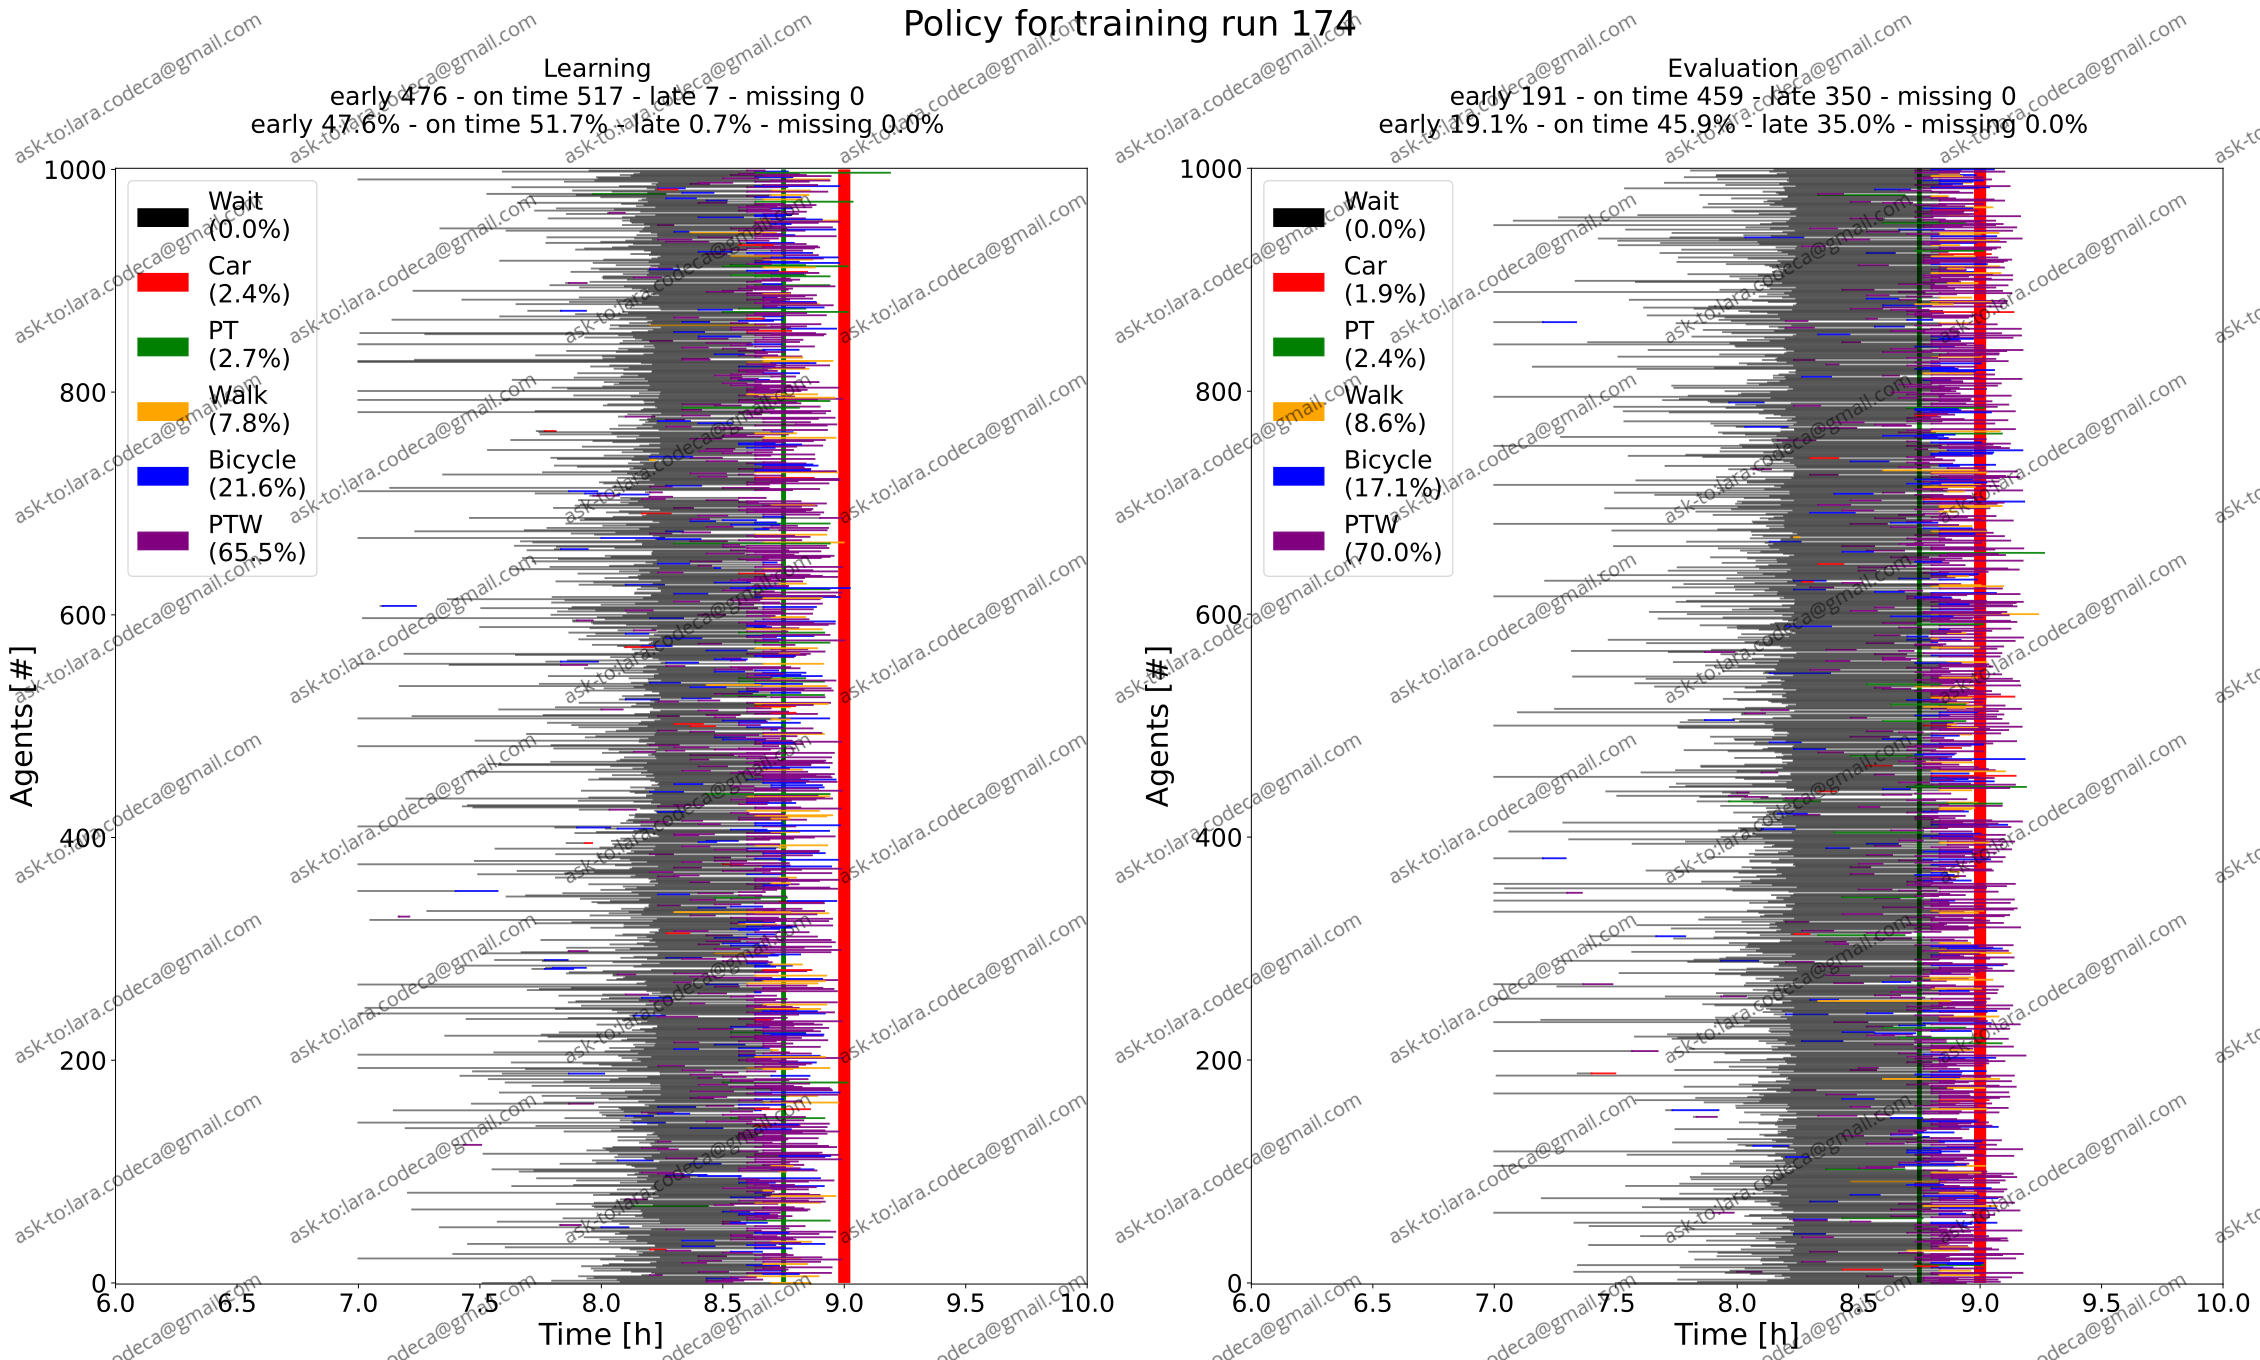 Policy for training run 174
Learning
early 476 - on time 517 - late 7 - missing 0
early 47.6% - on time 51.7% - late 0.7% - missing 0.0%
Agents [#]
1000
800
600
400
200
0
Wait
(0.0%)
Car
(2.4%)
PT
(2.7%)
Walk
(7.8%)
Bicycle
(21.6%)
PTW
(65.5%)
6.0 6.5 7.0 7.5 8.0 8.5 9.0 9.5 10.0
Time [h]
Evaluation
early 191 - on time 459 - late 350 - missing 0
early 19.1% - on time 45.9% - late 35.0% - missing 0.0%
Agents [#]
1000
800
600
400
200
0
Wait
(0.0%)
Car
(1.9%)
PT
(2.4%)
Walk
(8.6%)
Bicycle
(17.1%)
PTW
(70.0%)
6.0 6.5 7.0 7.5 8.0 8.5 9.0 9.5 10.0
Time [h]
ask-to:lara.codeca@gmail.com